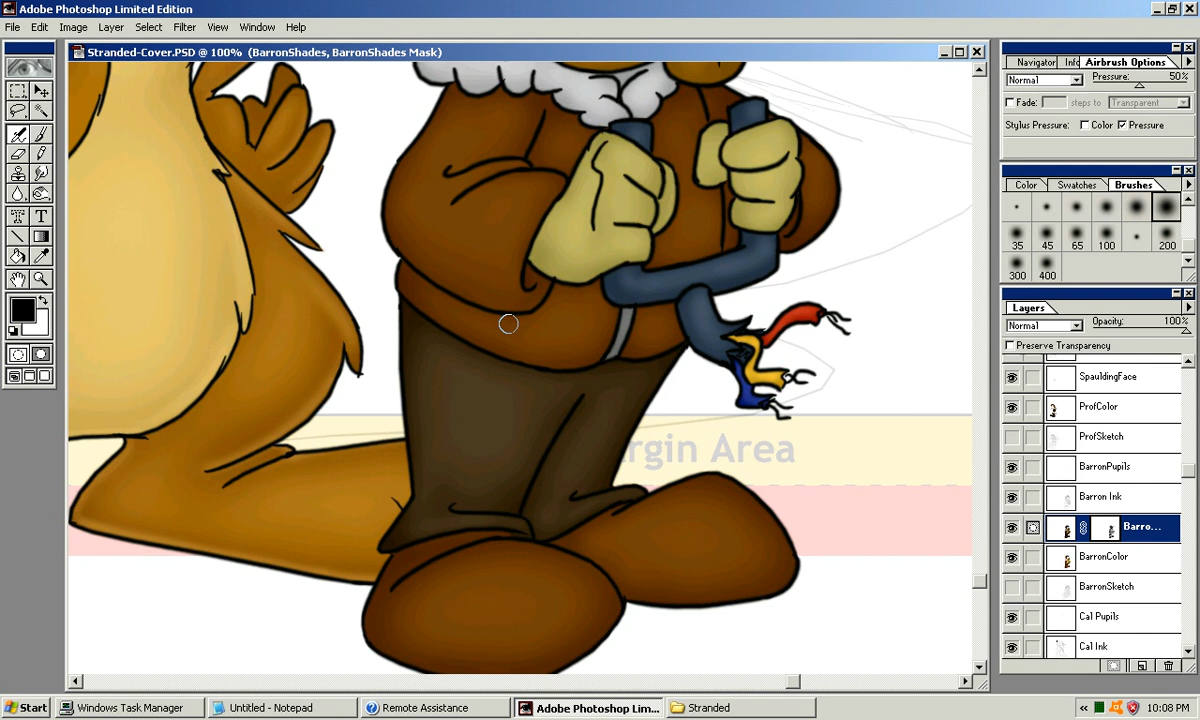 Adobe Photoshop Limited Edition
File Edit Image Layer Select Filter View Window Help
Stranded-Cover.PSD @ 100% (BarronShades, BarronShades Mask)
Navigator Info Airbrush Options
Normal Pressure: 50%
Fade: steps to Transparent
Stylus Pressure: Color Pressure
Color Swatches Brushes
35 45 65 100 200
300 400
Layers
Normal Opacity: 100%
Preserve Transparency
SpauldingFace
ProfColor
ProfSketch
BarronPupils
Barron Ink
Barro...
BarronColor
BarronSketch
Cal Pupils
Cal Ink
rgin Area
Start Windows Task Manager Untitled - Notepad Remote Assistance Adobe Photoshop Lim... Stranded « 10:08 PM